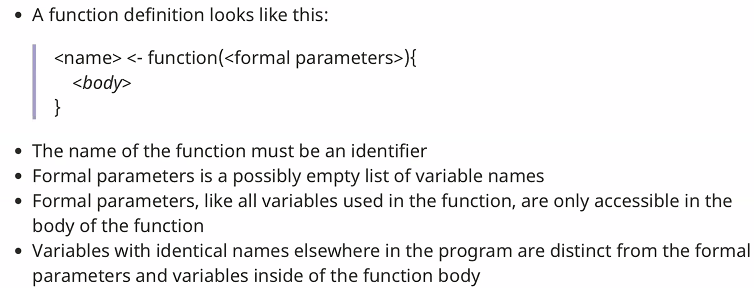 • A function definition looks like this:
<name> <- function(<formal parameters>){
<body>
}
• The name of the function must be an identifier
• Formal parameters is a possibly empty list of variable names
• Formal parameters, like all variables used in the function, are only accessible in the
body of the function
• Variables with identical names elsewhere in the program are distinct from the formal
parameters and variables inside of the function body